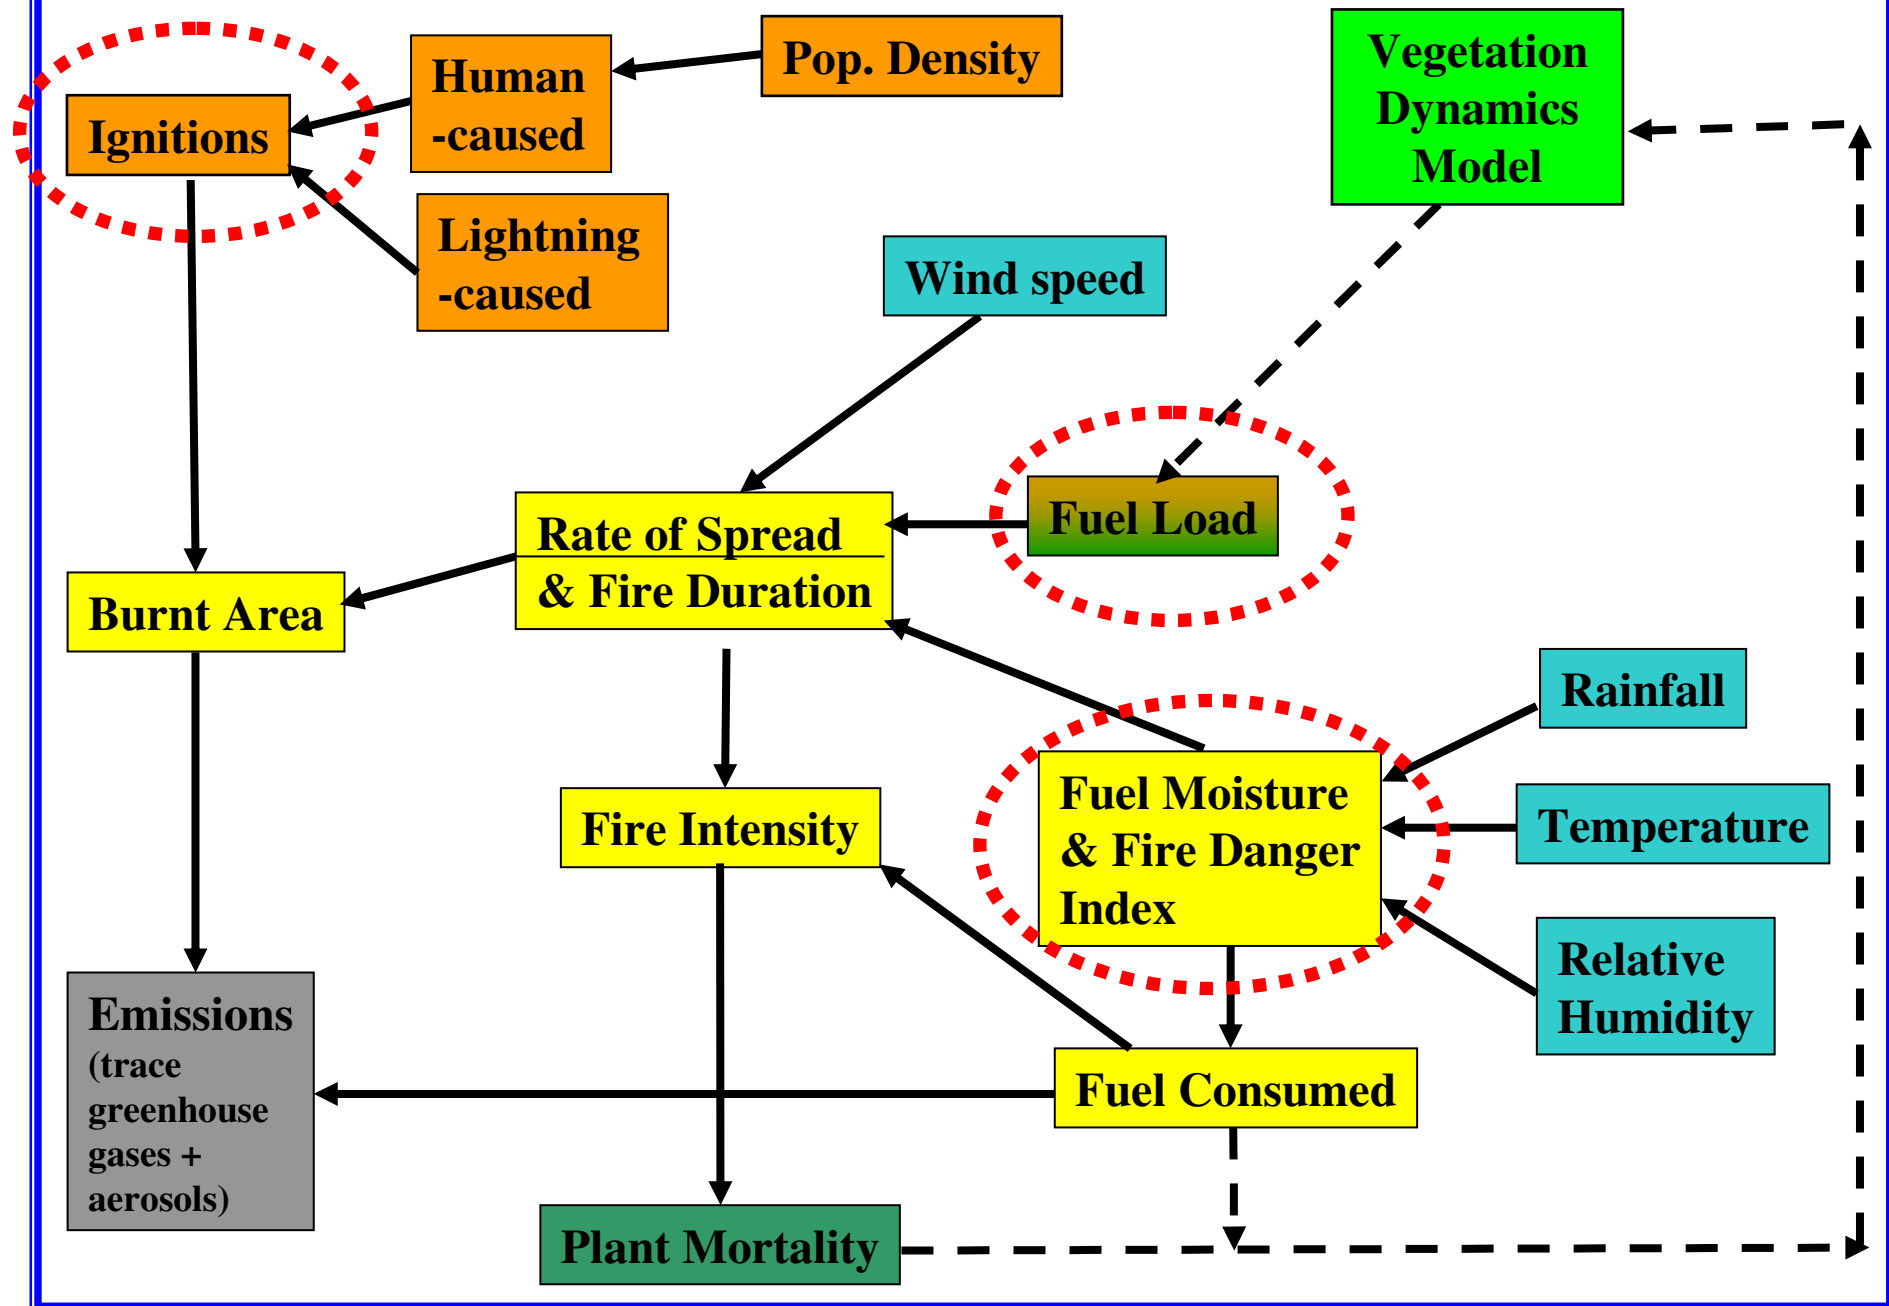 Human
-caused
Pop. Density
Vegetation
Dynamics
Model
Ignitions
Lightning
-caused
Wind speed
Rate of Spread
& Fire Duration
Fuel Load
Burnt Area
Rainfall
Fire Intensity
Fuel Moisture
& Fire Danger
Index
Temperature
Relative
Humidity
Emissions
(trace
greenhouse
gases +
aerosols)
Fuel Consumed
Plant Mortality